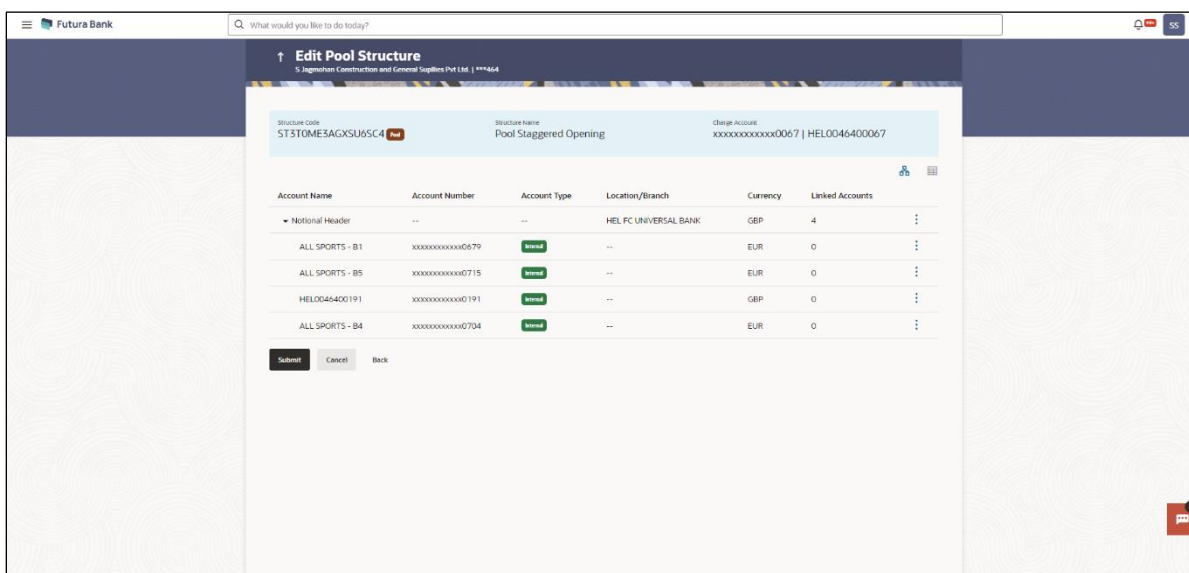 Futura Bank
What would you like to do today?
SS
↑ Edit Pool Structure
S Jagmohan Construction and General Supllies Pvt Ltd. | ***464
Structure Code Structure Name Charge Account
ST3T0ME3AGXSU6SC4 Pool Pool Staggered Opening xxxxxxxxxxxx0067 | HEL0046400067
Account Name Account Number Account Type Location/Branch Currency Linked Accounts
Notional Header -- -- HEL FC UNIVERSAL BANK GBP 4
ALL SPORTS - B1 xxxxxxxxxxxx0679 Internal -- EUR 0
ALL SPORTS - B5 xxxxxxxxxxxx0715 Internal -- EUR 0
HEL0046400191 xxxxxxxxxxxx0191 Internal -- GBP 0
ALL SPORTS - B4 xxxxxxxxxxxx0704 Internal -- EUR 0
Submit Cancel Back